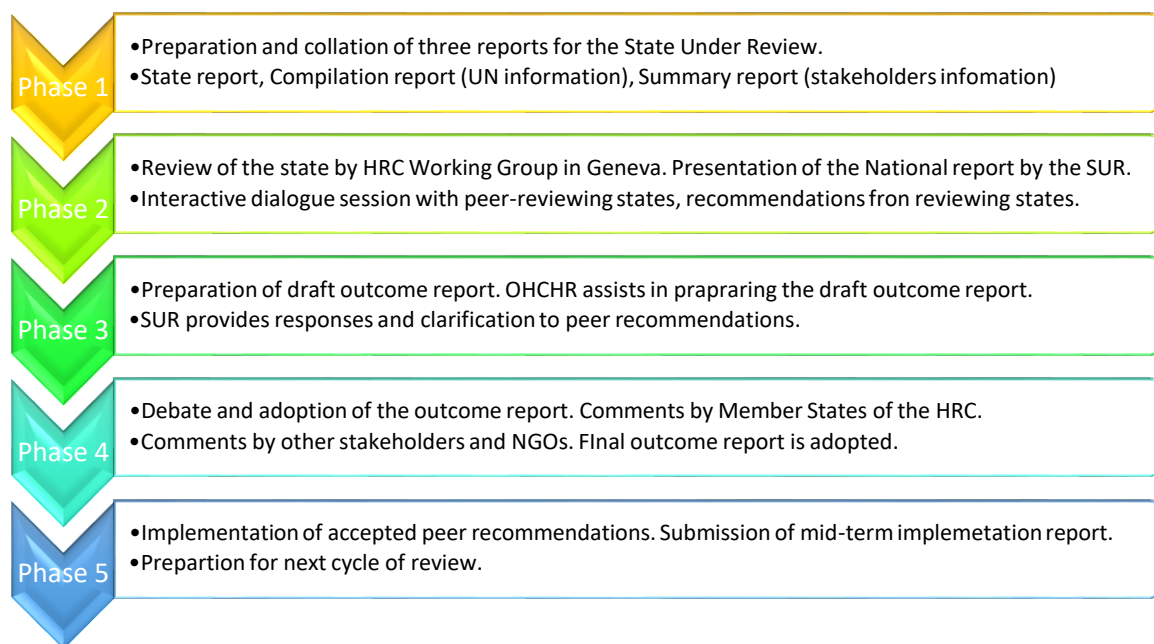 Phase 1
•Preparation and collation of three reports for the State Under Review.
•State report, Compilation report (UN information), Summary report (stakeholders infomation)
Phase 2
•Review of the state by HRC Working Group in Geneva. Presentation of the National report by the SUR.
•Interactive dialogue session with peer-reviewing states, recommendations fron reviewing states.
Phase 3
•Preparation of draft outcome report. OHCHR assists in prapraring the draft outcome report.
•SUR provides responses and clarification to peer recommendations.
Phase 4
•Debate and adoption of the outcome report. Comments by Member States of the HRC.
•Comments by other stakeholders and NGOs. FInal outcome report is adopted.
Phase 5
•Implementation of accepted peer recommendations. Submission of mid-term implemetation report.
•Prepartion for next cycle of review.